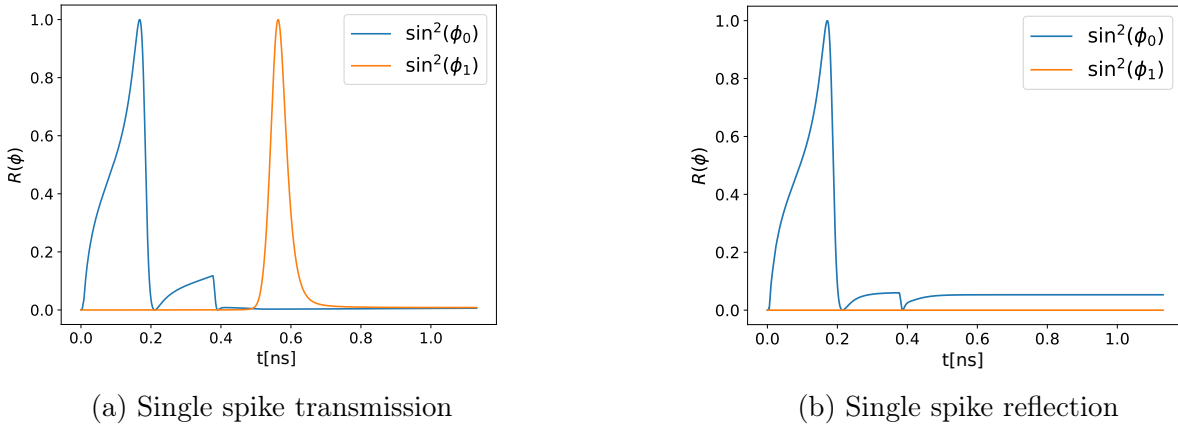 1.0
0.8
0.6
0.4
0.2
0.0
R(ϕ)
0.0 0.2 0.4 0.6 0.8 1.0
t[ns]
sin²(ϕ₀)
sin²(ϕ₁)
(a) Single spike transmission
1.0
0.8
0.6
0.4
0.2
0.0
R(ϕ)
0.0 0.2 0.4 0.6 0.8 1.0
t[ns]
sin²(ϕ₀)
sin²(ϕ₁)
(b) Single spike reflection